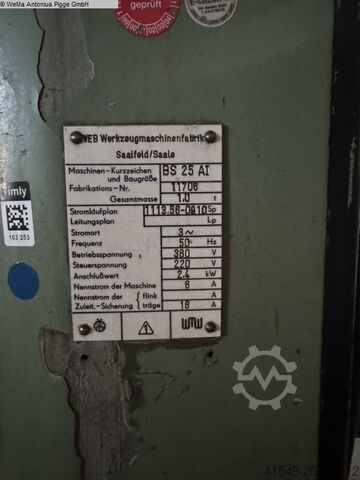 © WeMa Antonius Pigge GmbH
geprüft
Timly
103 253
VEB Werkzeugmaschinenfabrik
Saalfeld/Saale
Maschinen-Kurzzeichen und Baugröße BS 25 AI
Fabrikations-Nr. 11706
Gesamtmasse 1.0 t
Stromlaufplan 1113.56-0010 Sp
Leitungsplan Lp
Stromart 3~
Frequenz 50 Hz
Betriebsspannung 380 V
Steuerspannung 220 V
Anschlußwert 2.4 kW
Nennstrom der Maschine 6 A
Nennstrom der flink A
Zuleit.-Sicherung träge 16 A
WMW